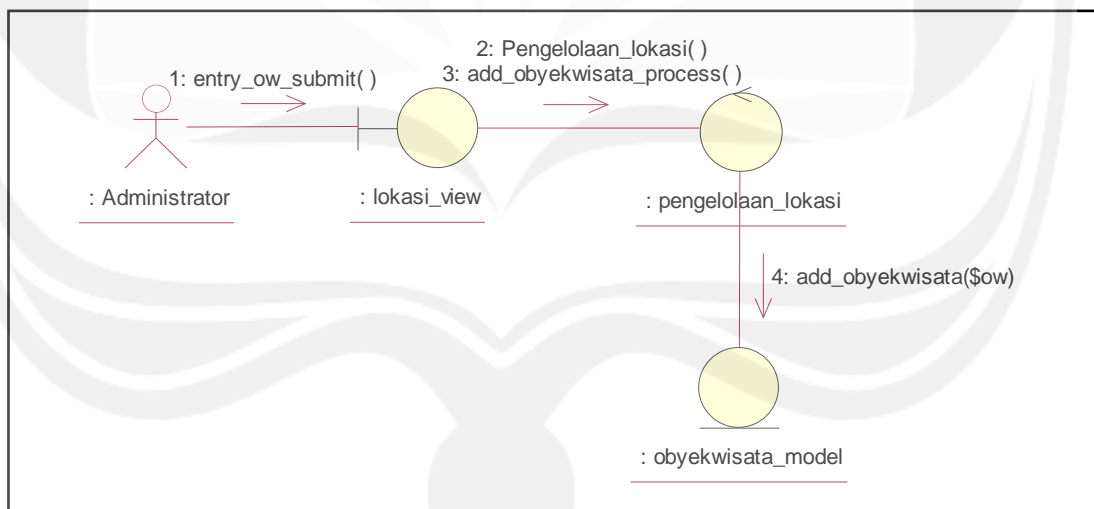 2: Pengelolaan_lokasi( )
1: entry_ow_submit( )
3: add_obyekwisata_process( )
: Administrator
: lokasi_view
: pengelolaan_lokasi
4: add_obyekwisata($ow)
: obyekwisata_model